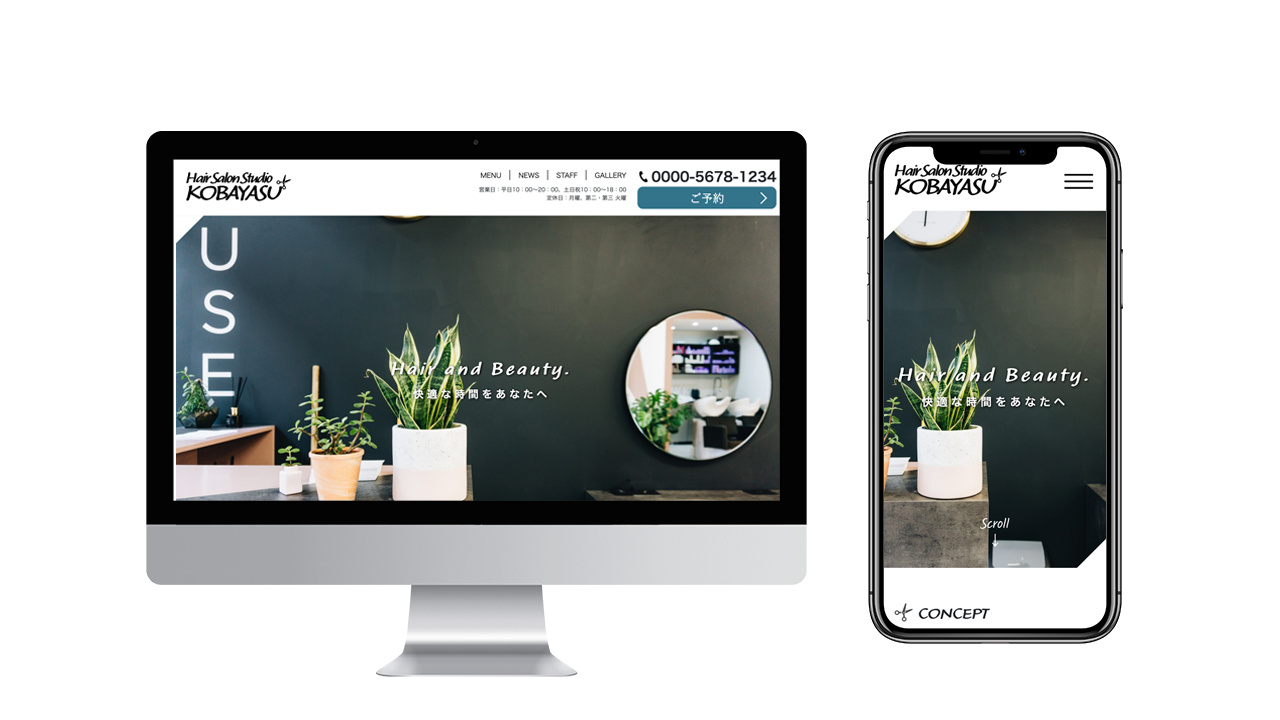 Hair Salon Studio
KOBAYASU
MENU
NEWS
STAFF
GALLERY
0000-5678-1234
営業日：平日10：00〜20：00、土日祝10：00〜18：00
定休日：月曜、第二・第三 火曜
ご予約
USE.
Hair and Beauty.
快適な時間をあなたへ
Hair Salon Studio
KOBAYASU
Hair and Beauty.
快適な時間をあなたへ
Scroll
CONCEPT